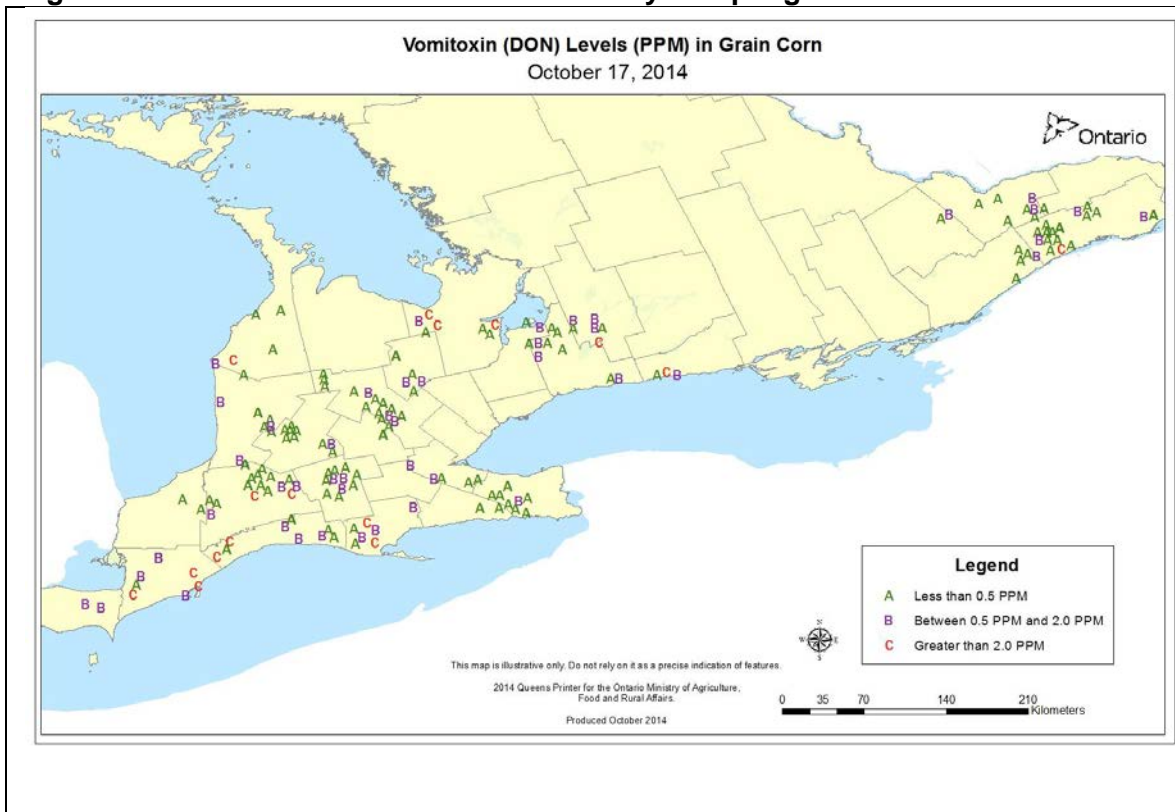 Vomitoxin (DON) Levels (PPM) in Grain Corn
October 17, 2014
Ontario
Legend
A Less than 0.5 PPM
B Between 0.5 PPM and 2.0 PPM
C Greater than 2.0 PPM
N
W E
S
This map is illustrative only. Do not rely on it as a precise indication of features.
2014 Queens Printer for the Ontario Ministry of Agriculture,
Food and Rural Affairs.
Produced October 2014
0 35 70 140 210
Kilometers